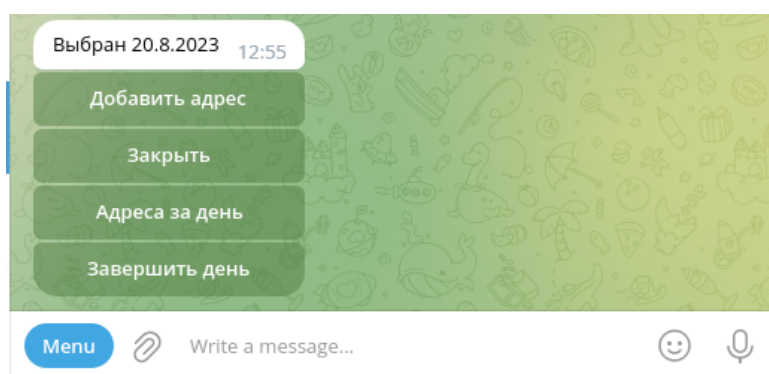 Выбран 20.8.2023 12:55
Добавить адрес
Закрыть
Адреса за день
Завершить день
Menu Write a message...